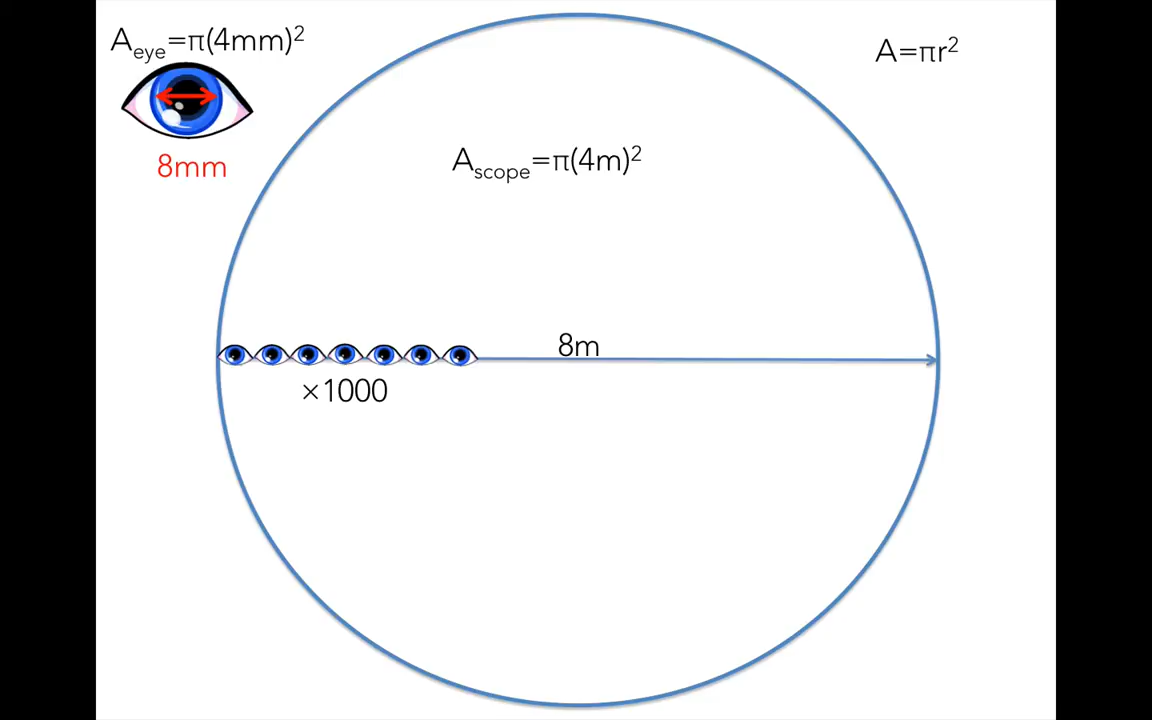 A_eye=π(4mm)²
A=πr²
8mm
A_scope=π(4m)²
8m
×1000